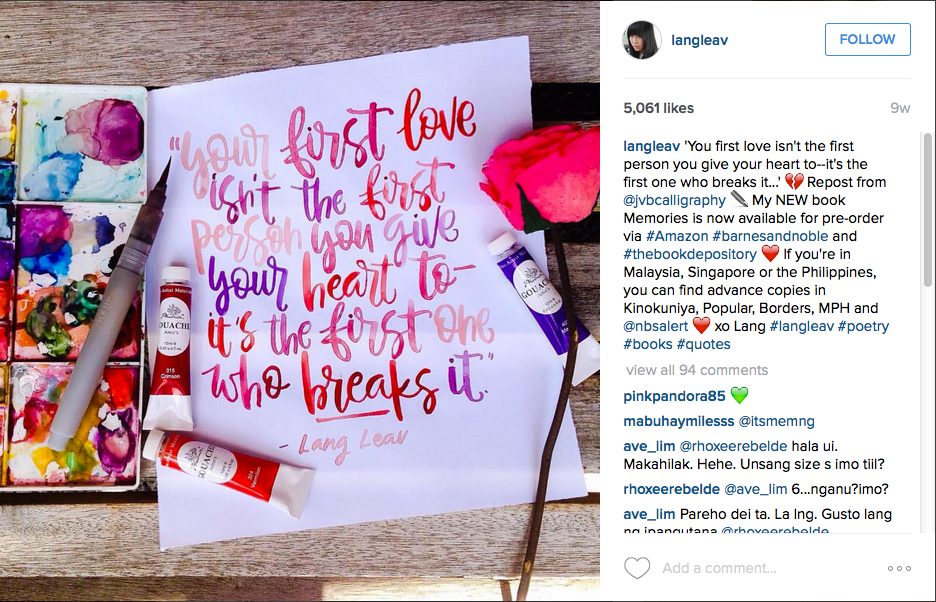 "your first love
isn't the first
person you give
your heart to-
it's the first one
who breaks it."
- Lang Leav
Artist Materials
GOUACHE
Artist's
315
Crimson
GOUACHE
Vermilion
GOUACHE
Artist's
langleav
FOLLOW
5,061 likes
9w
langleav 'You first love isn't the first
person you give your heart to--it's the
first one who breaks it...' 💔 Repost from
@jvbcalligraphy ✒ My NEW book
Memories is now available for pre-order
via #Amazon #barnesandnoble and
#thebookdepository ❤️ If you're in
Malaysia, Singapore or the Philippines,
you can find advance copies in
Kinokuniya, Popular, Borders, MPH and
@nbsalert ❤️ xo Lang #langleav #poetry
#books #quotes
view all 94 comments
pinkpandora85 💚
mabuhaymilesss @itsmemng
ave_lim @rhoxeerebelde hala ui.
Makahilak. Hehe. Unsang size s imo tiil?
rhoxeerebelde @ave_lim 6...nganu?imo?
ave_lim Pareho dei ta. La lng. Gusto lang
ng ipangutana @rhoxeerebelde
Add a comment...